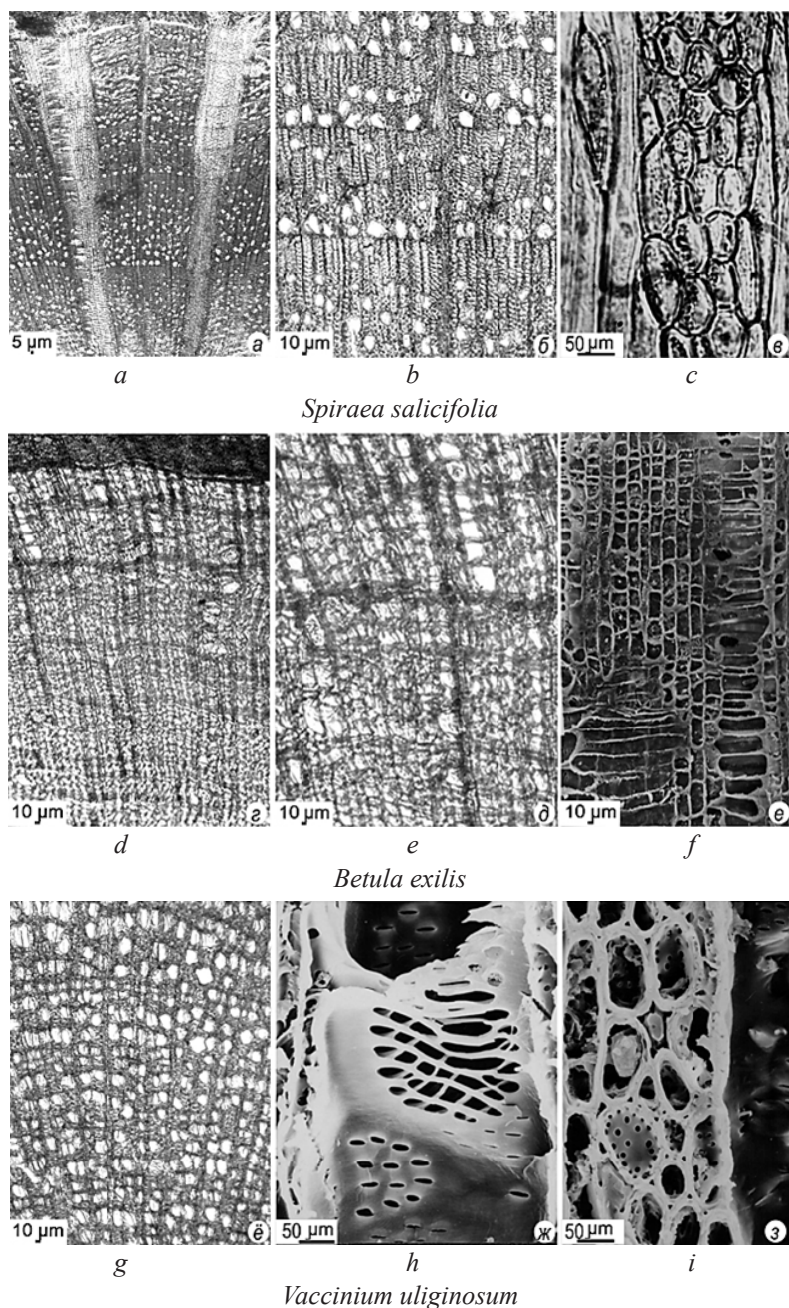 5 μm а 10 μm б 50 μm в
a b c
Spiraea salicifolia
10 μm г 10 μm д 10 μm е
d e f
Betula exilis
10 μm ё 50 μm ж 50 μm з
g h i
Vaccinium uliginosum